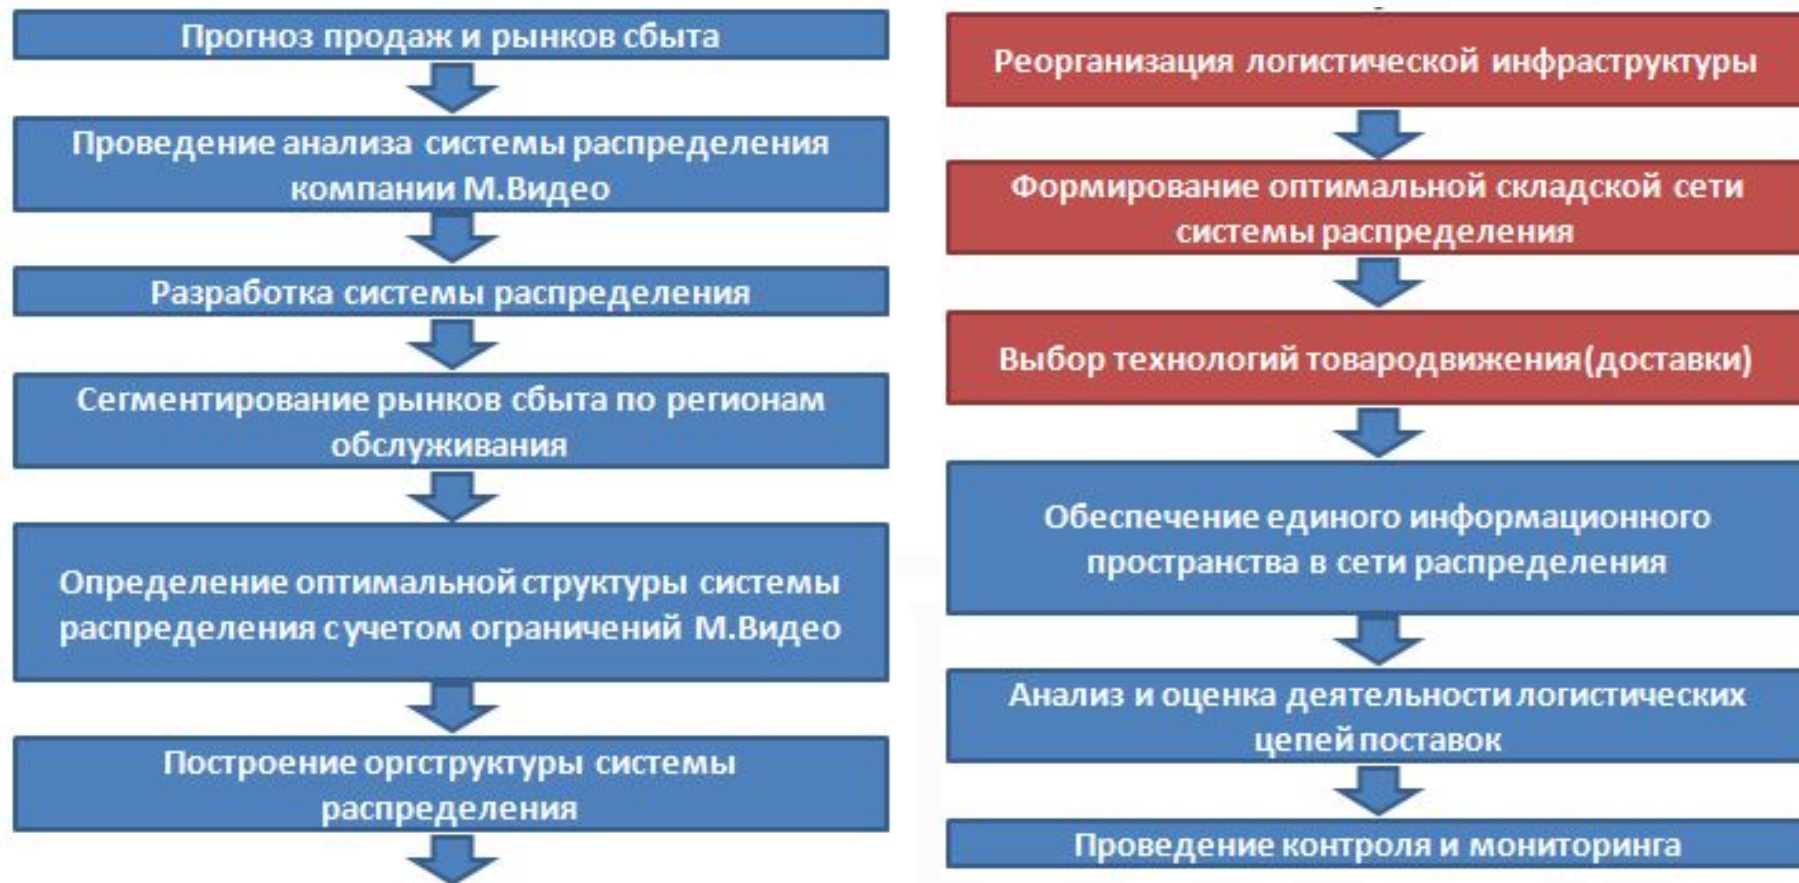 Прогноз продаж и рынков сбыта
Проведение анализа системы распределения
компании М.Видео
Разработка системы распределения
Сегментирование рынков сбыта по регионам
обслуживания
Определение оптимальной структуры системы
распределения с учетом ограничений М.Видео
Построение оргструктуры системы
распределения
Реорганизация логистической инфраструктуры
Формирование оптимальной складской сети
системы распределения
Выбор технологий товародвижения(доставки)
Обеспечение единого информационного
пространства в сети распределения
Анализ и оценка деятельности логистических
цепей поставок
Проведение контроля и мониторинга